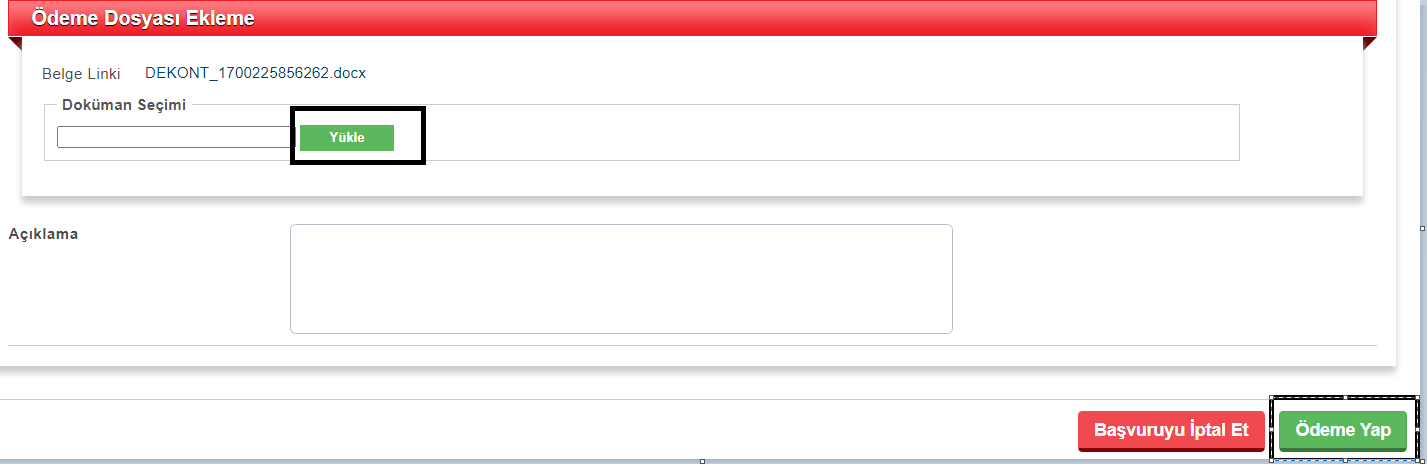 Ödeme Dosyası Ekleme
Belge Linki DEKONT_1700225856262.docx
Doküman Seçimi
Yükle
Açıklama
Başvuruyu İptal Et Ödeme Yap